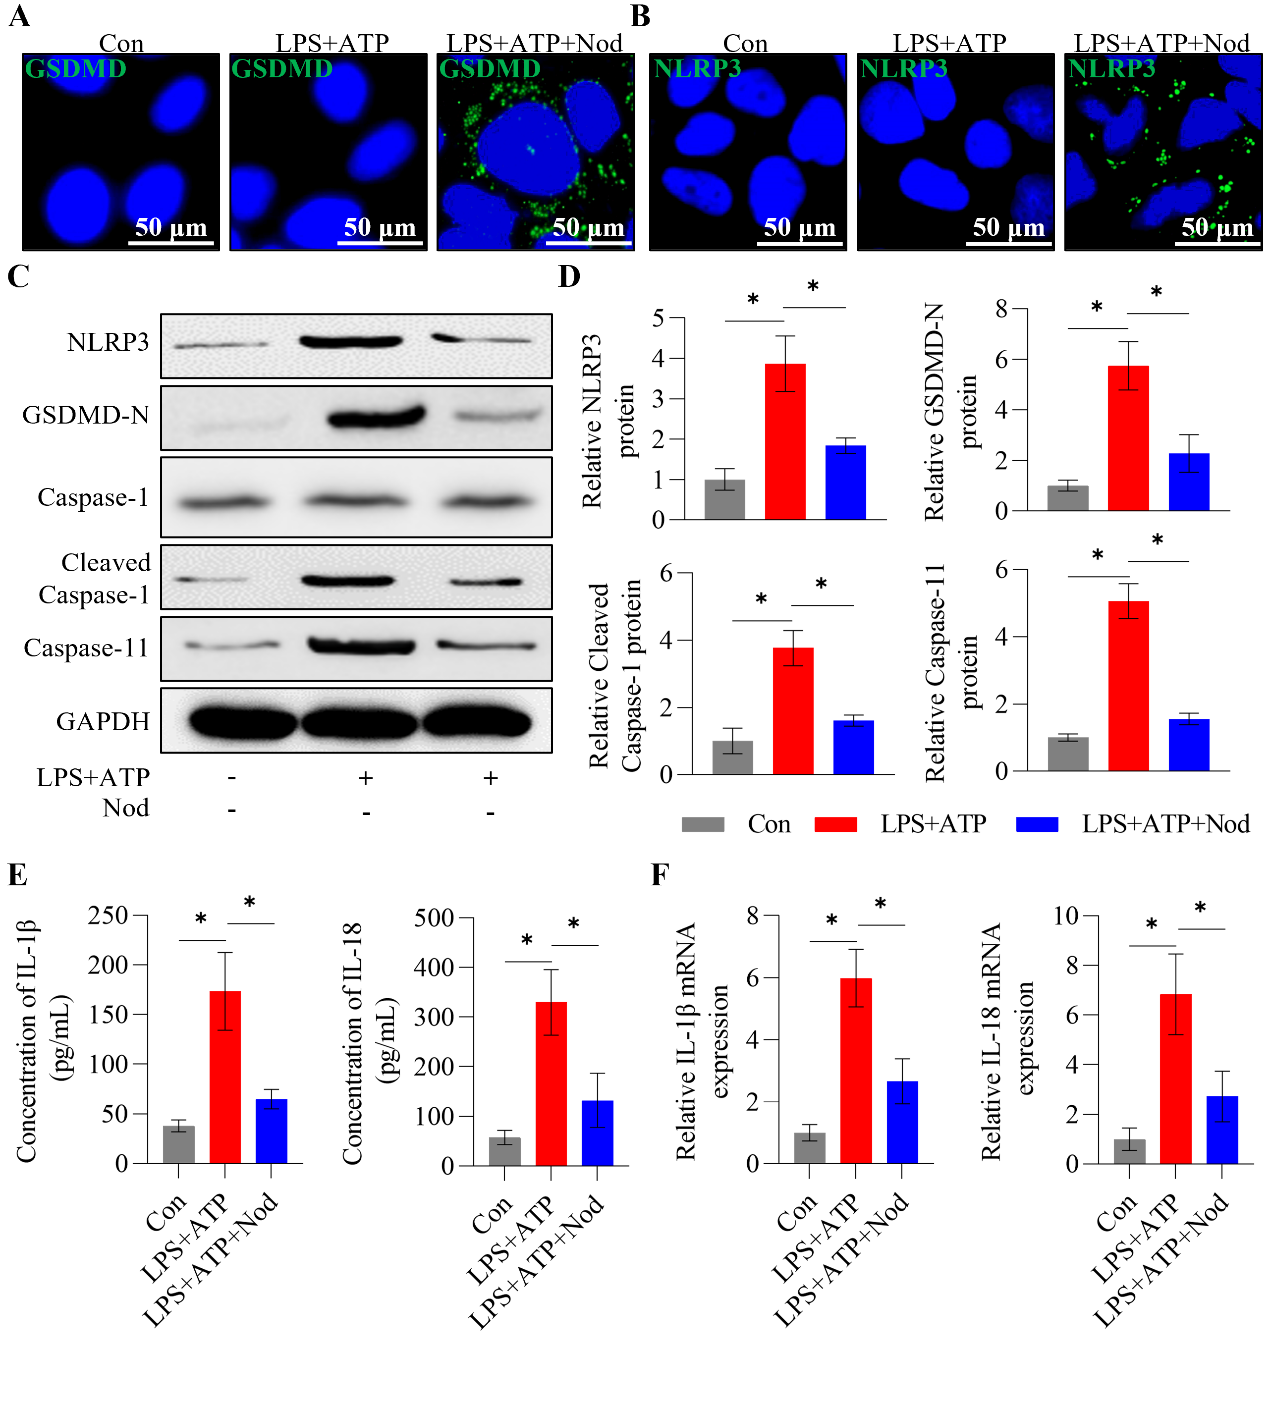 A
B
Con
LPS+ATP
LPS+ATP+Nod
Con
LPS+ATP
LPS+ATP+Nod
GSDMD
GSDMD
GSDMD
NLRP3
NLRP3
NLRP3
50 μm
50 μm
50 μm
50 μm
50 μm
50 μm
C
NLRP3
GSDMD-N
Caspase-1
Cleaved
Caspase-1
Caspase-11
GAPDH
LPS+ATP - + +
Nod - - -
D
Relative NLRP3
protein
5
4
3
2
1
0
* *
Relative GSDMD-N
protein
8
6
4
2
0
* *
Relative Cleaved
Caspase-1 protein
6
4
2
0
* *
Relative Caspase-11
protein
6
4
2
0
* *
Con
LPS+ATP
LPS+ATP+Nod
E
Concentration of IL-1β
(pg/mL)
250
200
150
100
50
0
* *
Con
LPS+ATP
LPS+ATP+Nod
Concentration of IL-18
(pg/mL)
500
400
300
200
100
0
* *
Con
LPS+ATP
LPS+ATP+Nod
F
Relative IL-1β mRNA
expression
8
6
4
2
0
* *
Con
LPS+ATP
LPS+ATP+Nod
Relative IL-18 mRNA
expression
10
8
6
4
2
0
* *
Con
LPS+ATP
LPS+ATP+Nod